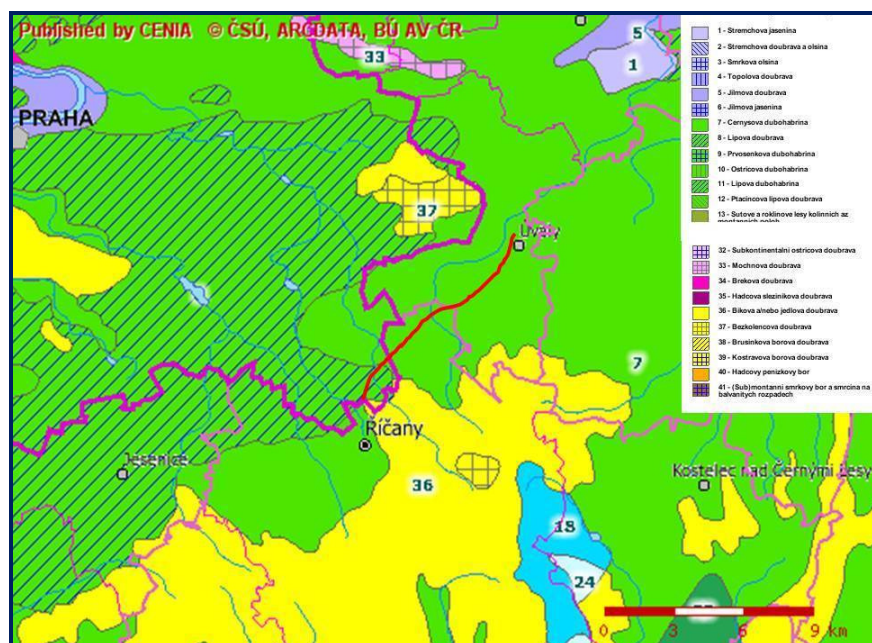 Published by CENIA © ČSÚ, ARCDATA, BÚ AV ČR
5
1
33
PRAHA
37
Úvaly
7
Říčany
Jesenice
36
Kostelec nad Černými Lesy
18
24
0 3 6 9 km
1 - Stremchova jasenina
2 - Stremchova doubrava a olsina
3 - Smrkova olsina
4 - Topolova doubrava
5 - Jilmova doubrava
6 - Jilmova jasenina
7 - Cernysova dubohabrina
8 - Lipova doubrava
9 - Prvosenkova dubohabrina
10 - Ostricova dubohabrina
11 - Lipova dubohabrina
12 - Ptacincova lipova doubrava
13 - Sutove a roklinove lesy kolinnich az
montannich poloh
32 - Subkontinentalni ostricova doubrava
33 - Mochnova doubrava
34 - Brekova doubrava
35 - Hadcova sleziníkova doubrava
36 - Bikova a/nebo jedlova doubrava
37 - Bezkolencova doubrava
38 - Brusinkova borova doubrava
39 - Kostravova borova doubrava
40 - Hadcovy penizkovy bor
41 - (Sub)montanni smrkovy bor a smrcina na
balvanitych rozpadech